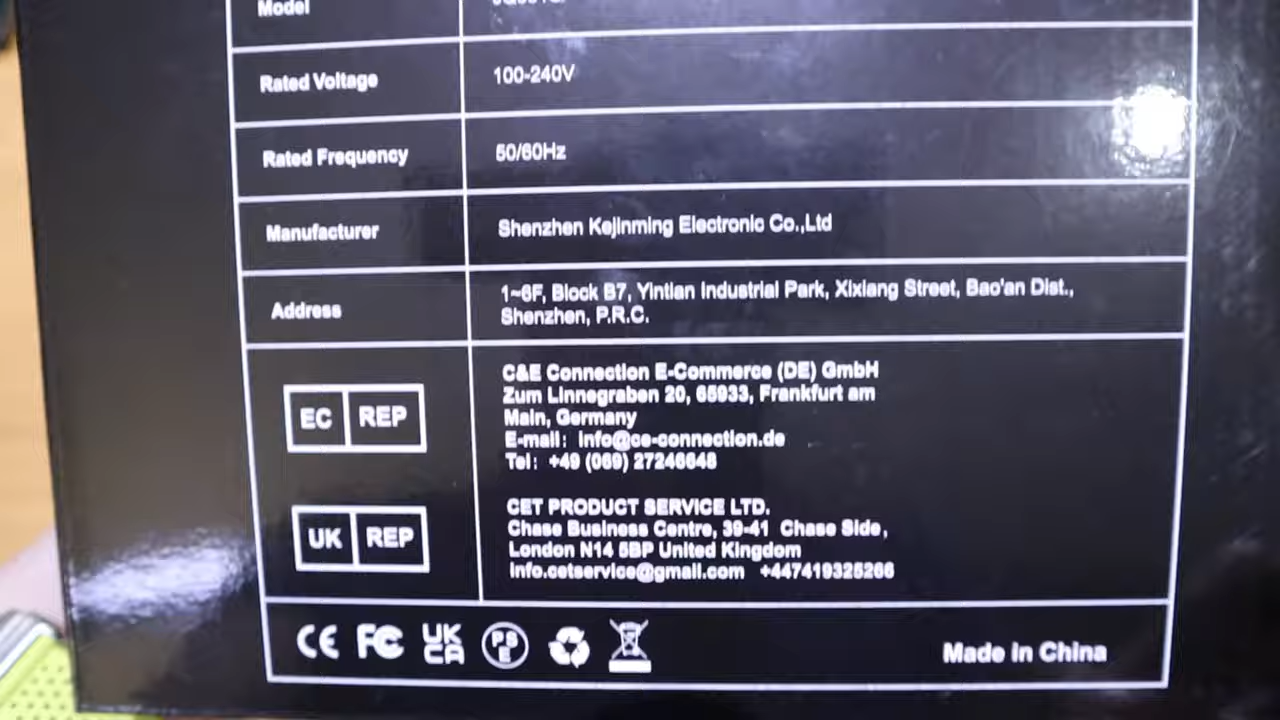 Model
Rated Voltage
100-240V
Rated Frequency
50/60Hz
Manufacturer
Shenzhen Kejinming Electronic Co.,Ltd
Address
1~6F, Block B7, Yintian Industrial Park, Xixiang Street, Bao'an Dist.,
Shenzhen, P.R.C.
EC REP
C&E Connection E-Commerce (DE) GmbH
Zum Linnegraben 20, 65933, Frankfurt am
Main, Germany
E-mail: info@ce-connection.de
Tel: +49 (069) 27246648
UK REP
CET PRODUCT SERVICE LTD.
Chase Business Centre, 39-41 Chase Side,
London N14 5BP United Kingdom
info.cetservice@gmail.com +447419325266
CE FC UK CA PS E
Made in China